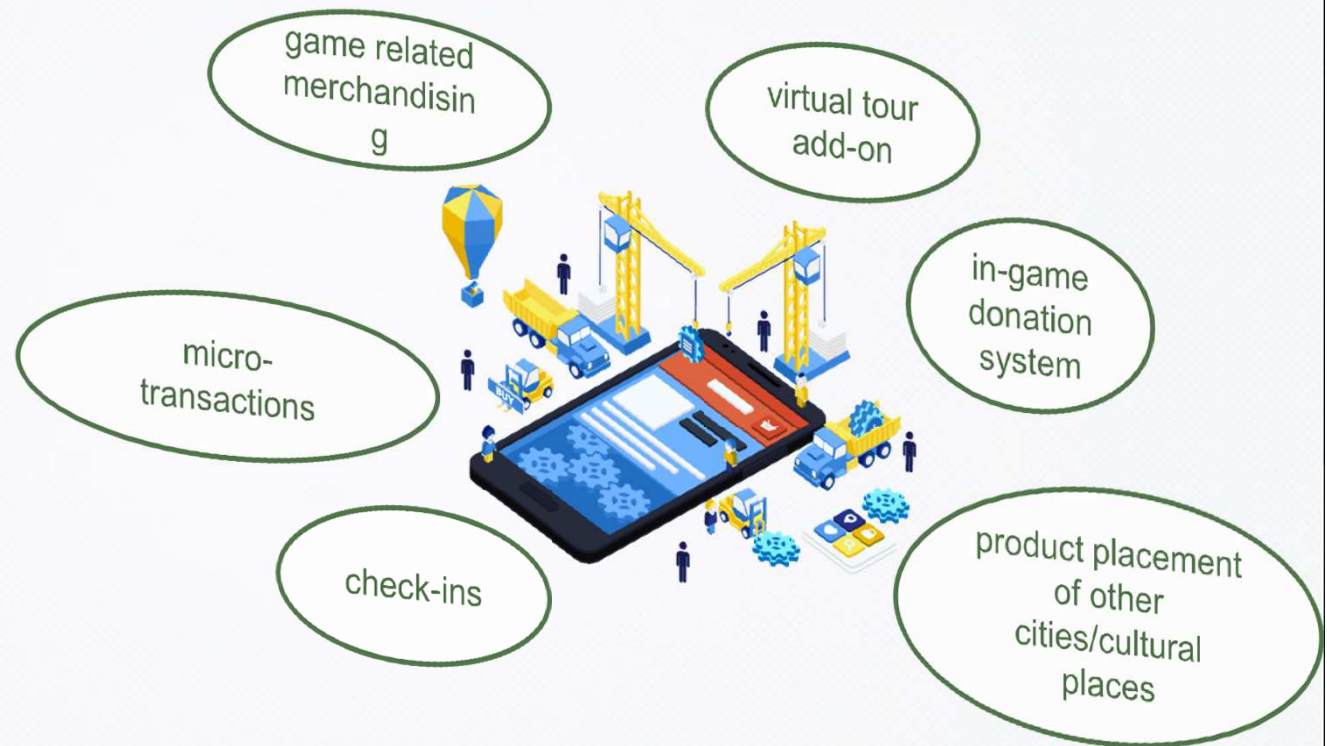 game related
merchandisin
g
virtual tour
add-on
in-game
donation
system
micro-
transactions
BUY
check-ins
product placement
of other
cities/cultural
places